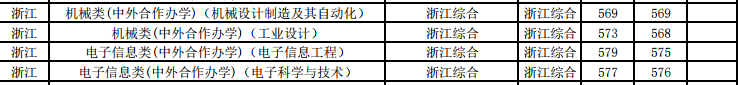 浙江 机械类(中外合作办学)（机械设计制造及其自动化） 浙江综合 浙江综合 569 569
浙江 机械类(中外合作办学)（工业设计） 浙江综合 浙江综合 573 568
浙江 电子信息类(中外合作办学)（电子信息工程） 浙江综合 浙江综合 579 575
浙江 电子信息类(中外合作办学)（电子科学与技术） 浙江综合 浙江综合 577 576